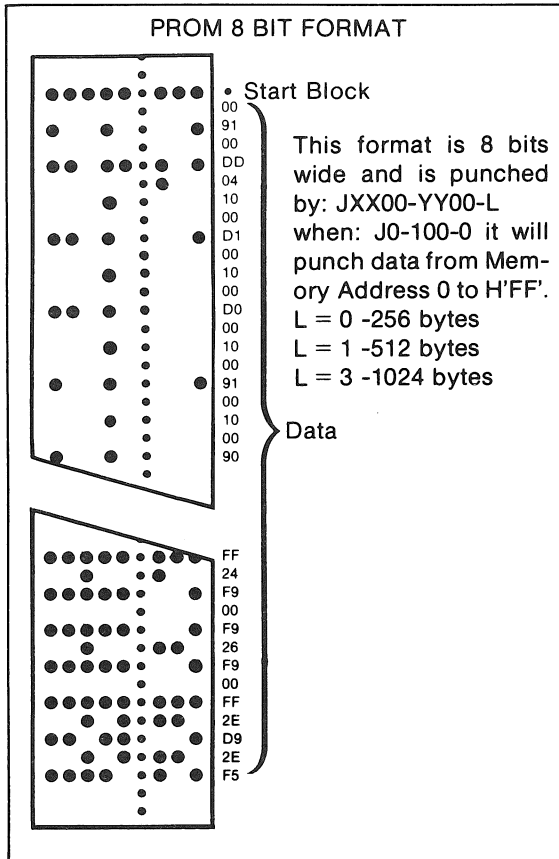 PROM 8 BIT FORMAT
• Start Block
00
91
00
DD
04
10
00
D1
00
10
00
D0
00
10
00
91
00
10
00
90
This format is 8 bits
wide and is punched
by: JXX00-YY00-L
when: J0-100-0 it will
punch data from Mem-
ory Address 0 to H'FF'.
L = 0 -256 bytes
L = 1 -512 bytes
L = 3 -1024 bytes
Data
FF
24
F9
00
F9
26
F9
00
FF
2E
D9
2E
F5